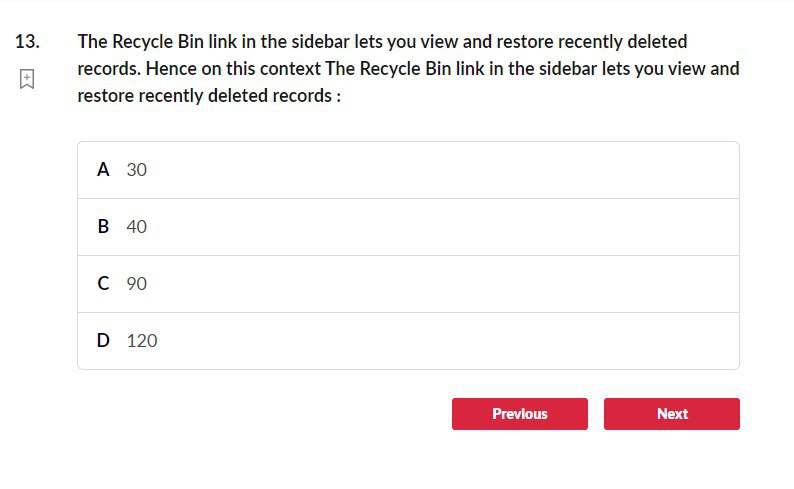 13.
The Recycle Bin link in the sidebar lets you view and restore recently deleted
records. Hence on this context The Recycle Bin link in the sidebar lets you view and
restore recently deleted records :
A 30
B 40
C 90
D 120
Previous
Next